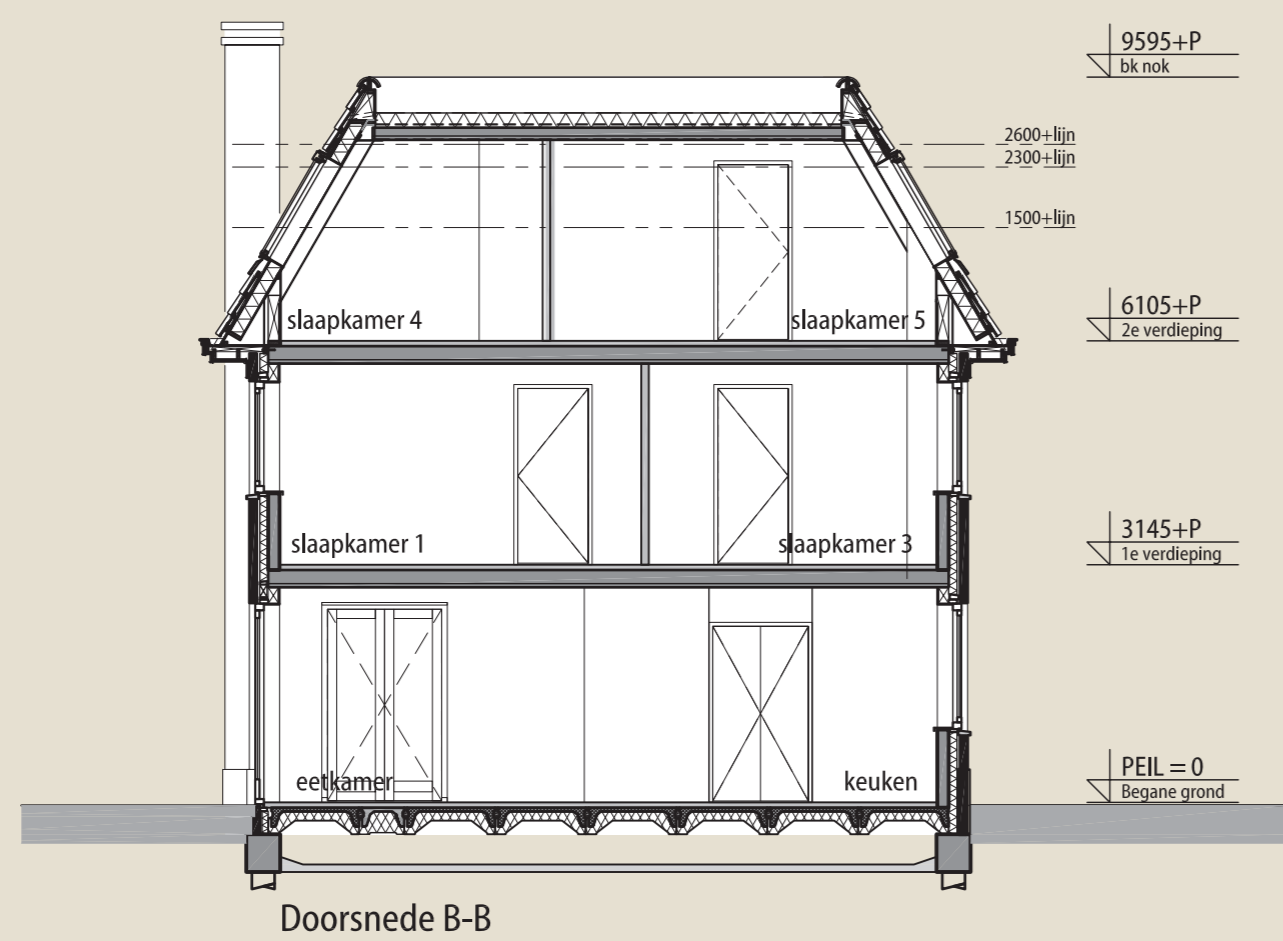 9595+P
bk nok
2600+lijn
2300+lijn
1500+lijn
slaapkamer 4
slaapkamer 5
6105+P
2e verdieping
slaapkamer 1
slaapkamer 3
3145+P
1e verdieping
eetkamer
keuken
PEIL = 0
Begane grond
Doorsnede B-B